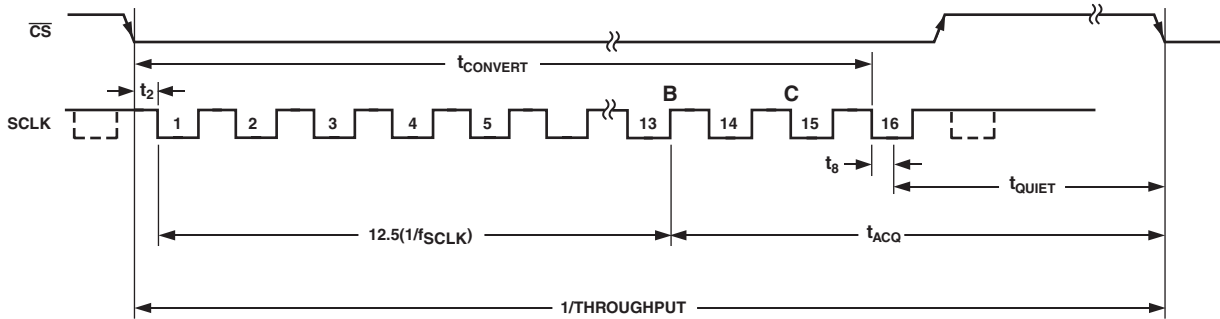 CS
tCONVERT
t2
B
C
SCLK
1 2 3 4 5 13 14 15 16
t8
tQUIET
12.5(1/fSCLK)
tACQ
1/THROUGHPUT